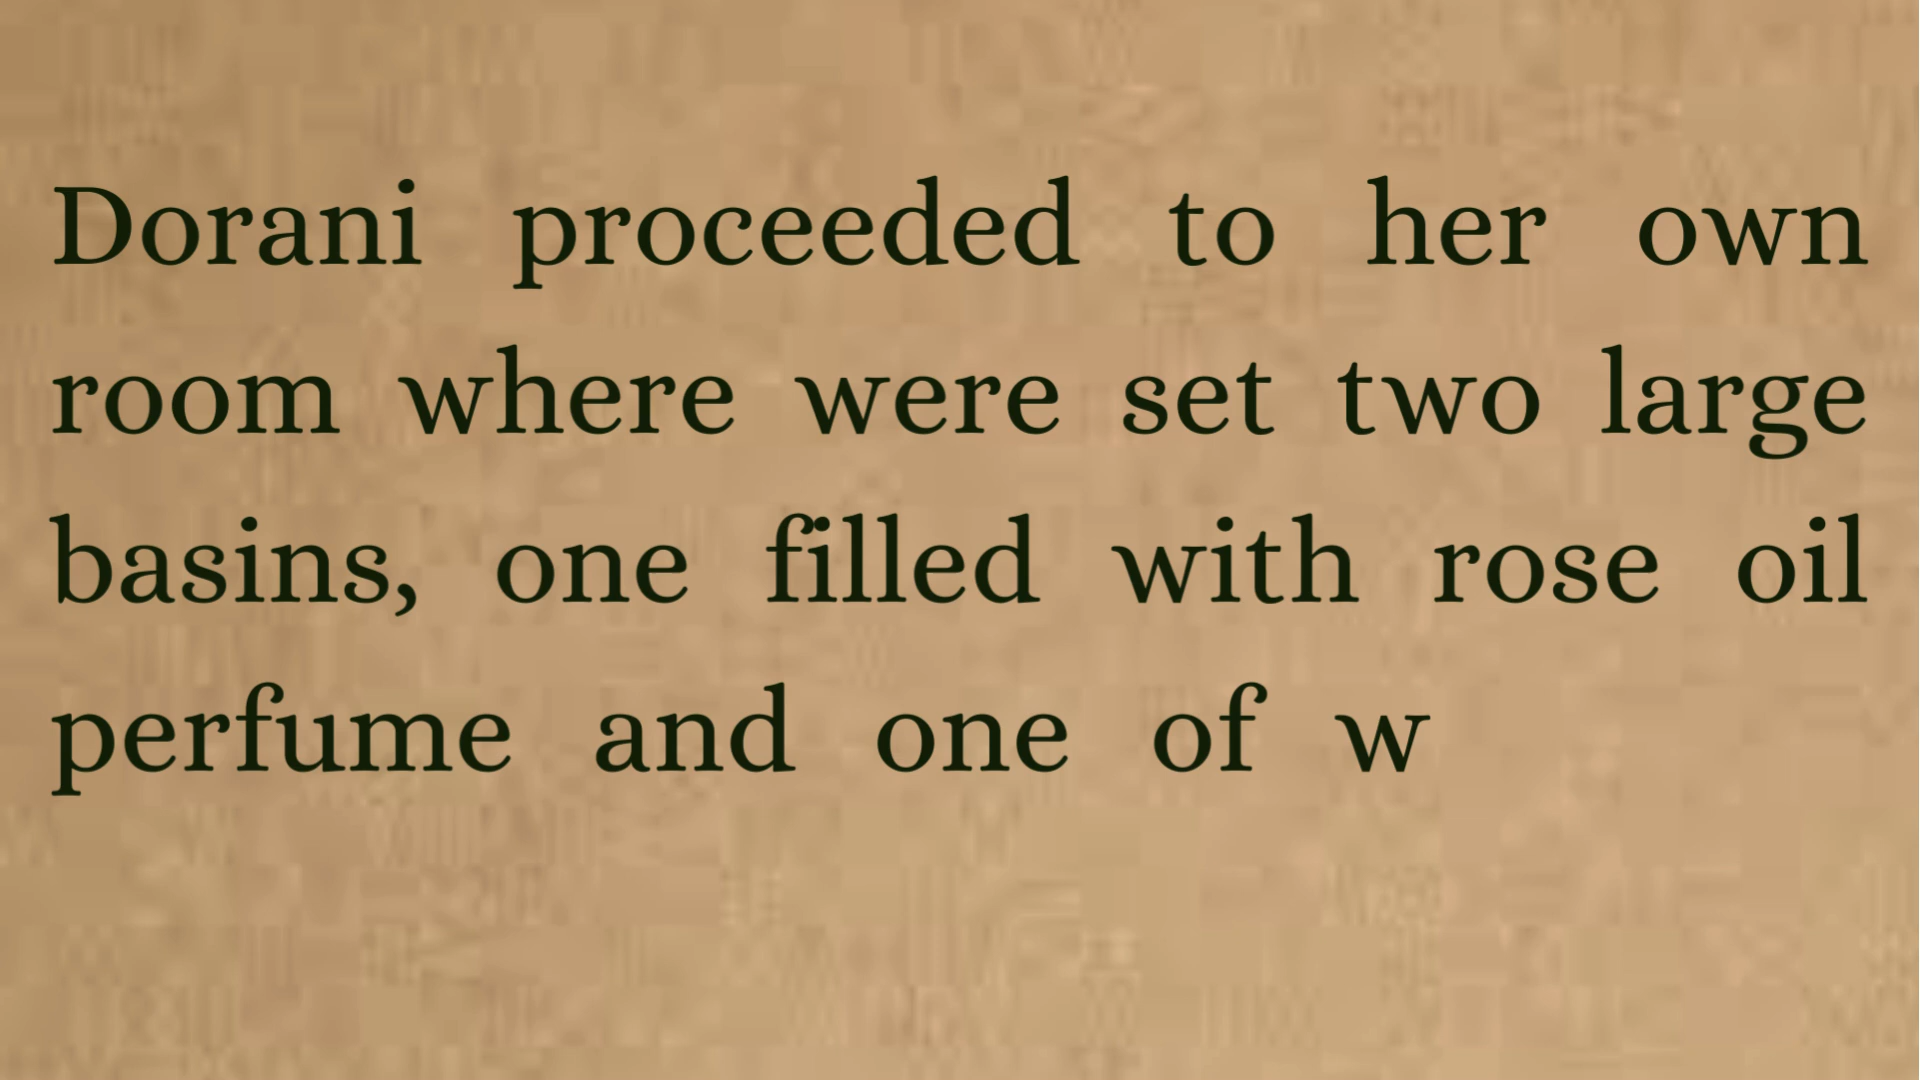 Dorani proceeded to her own
room where were set two large
basins, one filled with rose oil
perfume and one of w